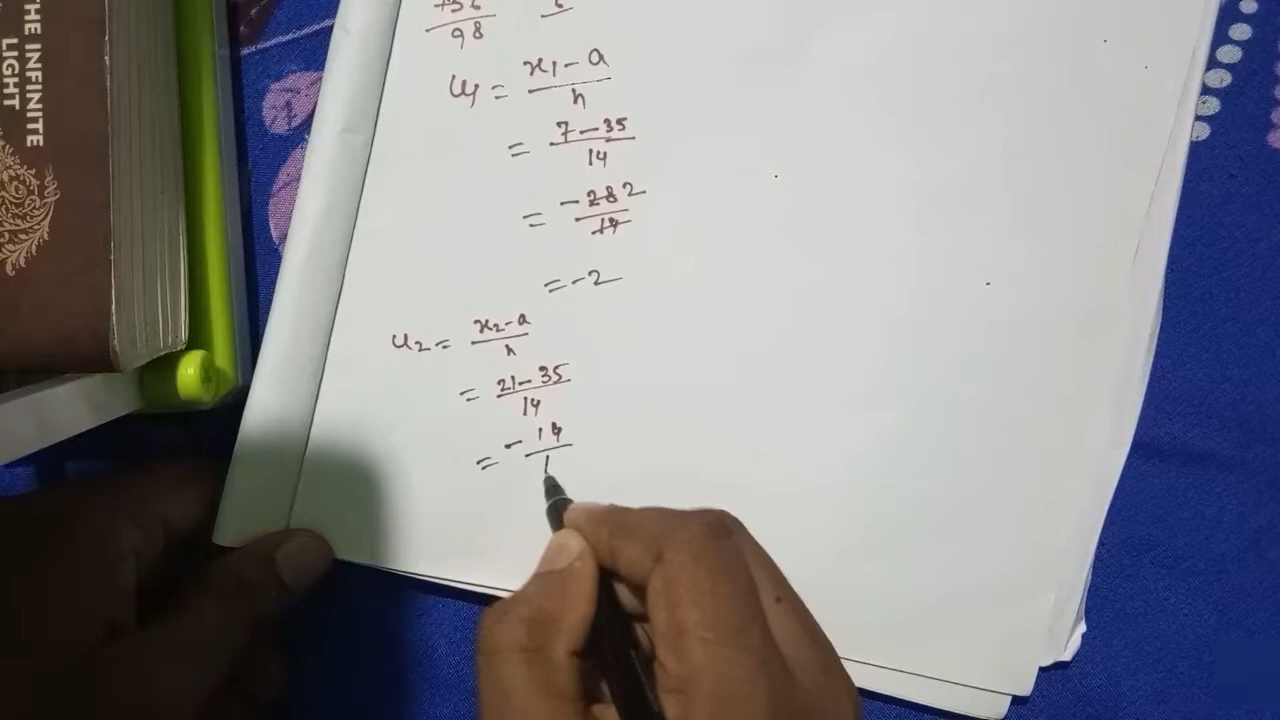 THE INFINITE
LIGHT
98
u₁ = x₁ - a / h
= 7 - 35 / 14
= -28 2 / 14
= -2
u₂ = x₂ - a / h
= 21 - 35 / 14
= - 14 / 1